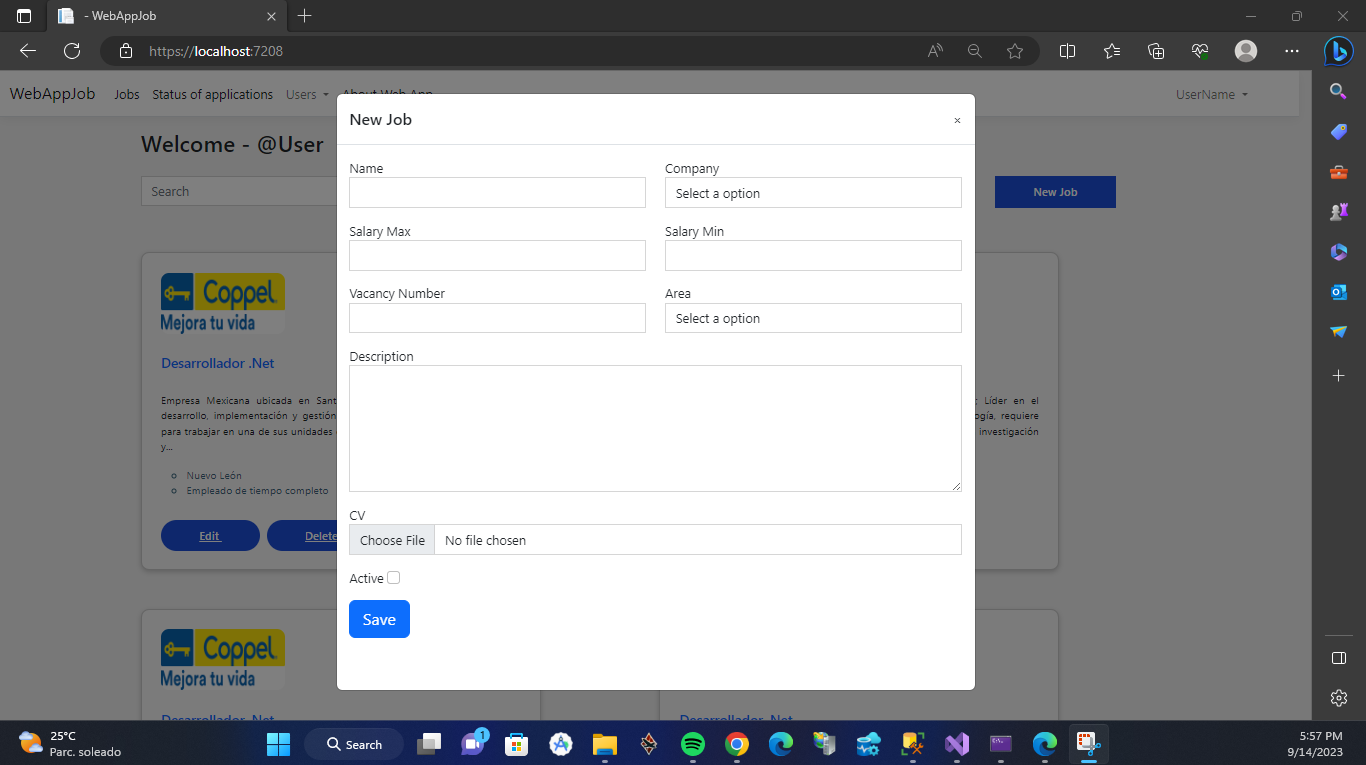 - WebAppJob
https://localhost:7208
WebAppJob Jobs Status of applications Users About Web App UserName
Welcome - @User
Search
New Job
New Job
×
Name
Company
Select a option
Salary Max
Salary Min
Vacancy Number
Area
Select a option
Description
CV
Choose File No file chosen
Active
Save
Coppel
Mejora tu vida
Desarrollador .Net
Empresa Mexicana ubicada en Sant
desarrollo, implementación y gestión
para trabajar en una de sus unidades
y...
Nuevo León
Empleado de tiempo completo
Edit Delete
; Líder en el
ogía, requiere
investigación
Coppel
Mejora tu vida
Desarrollador .Net
Desarrollador .Net
25°C
Parc. soleado
Search
1
5:57 PM
9/14/2023